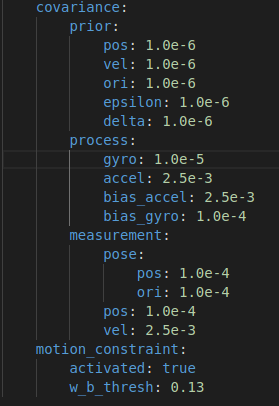 covariance:
prior:
pos: 1.0e-6
vel: 1.0e-6
ori: 1.0e-6
epsilon: 1.0e-6
delta: 1.0e-6
process:
gyro: 1.0e-5
accel: 2.5e-3
bias_accel: 2.5e-3
bias_gyro: 1.0e-4
measurement:
pose:
pos: 1.0e-4
ori: 1.0e-4
pos: 1.0e-4
vel: 2.5e-3
motion_constraint:
activated: true
w_b_thresh: 0.13